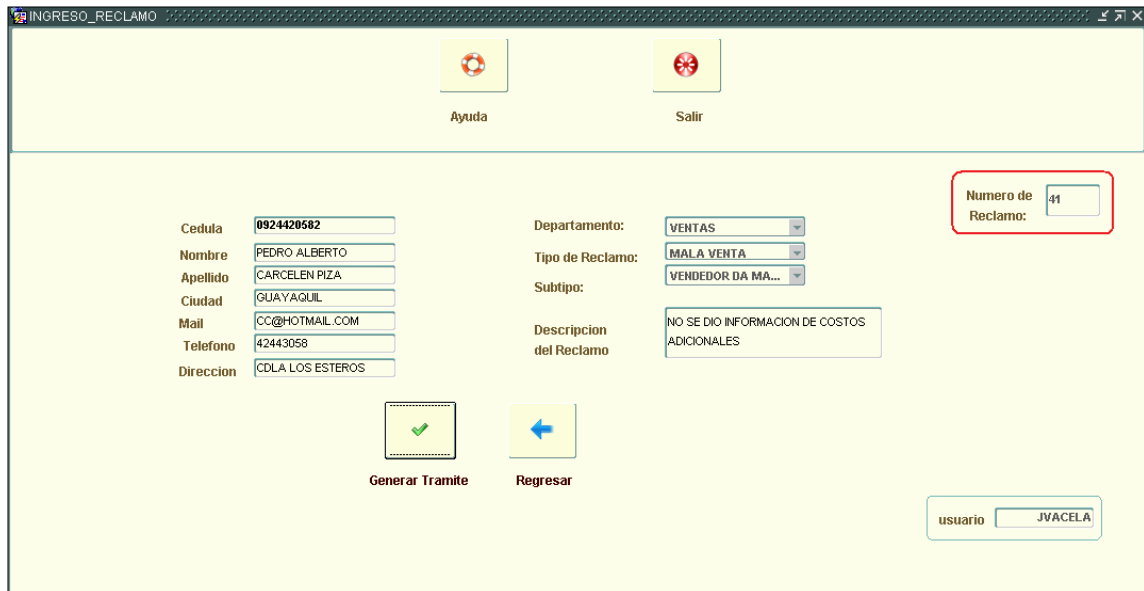 INGRESO_RECLAMO
Ayuda
Salir
Numero de Reclamo:
41
Cedula
0924420582
Nombre
PEDRO ALBERTO
Apellido
CARCELEN PIZA
Ciudad
GUAYAQUIL
Mail
CC@HOTMAIL.COM
Telefono
42443058
Direccion
CDLA LOS ESTEROS
Departamento:
VENTAS
Tipo de Reclamo:
MALA VENTA
Subtipo:
VENDEDOR DA MA...
Descripcion
del Reclamo
NO SE DIO INFORMACION DE COSTOS
ADICIONALES
Generar Tramite
Regresar
usuario
JVACELA